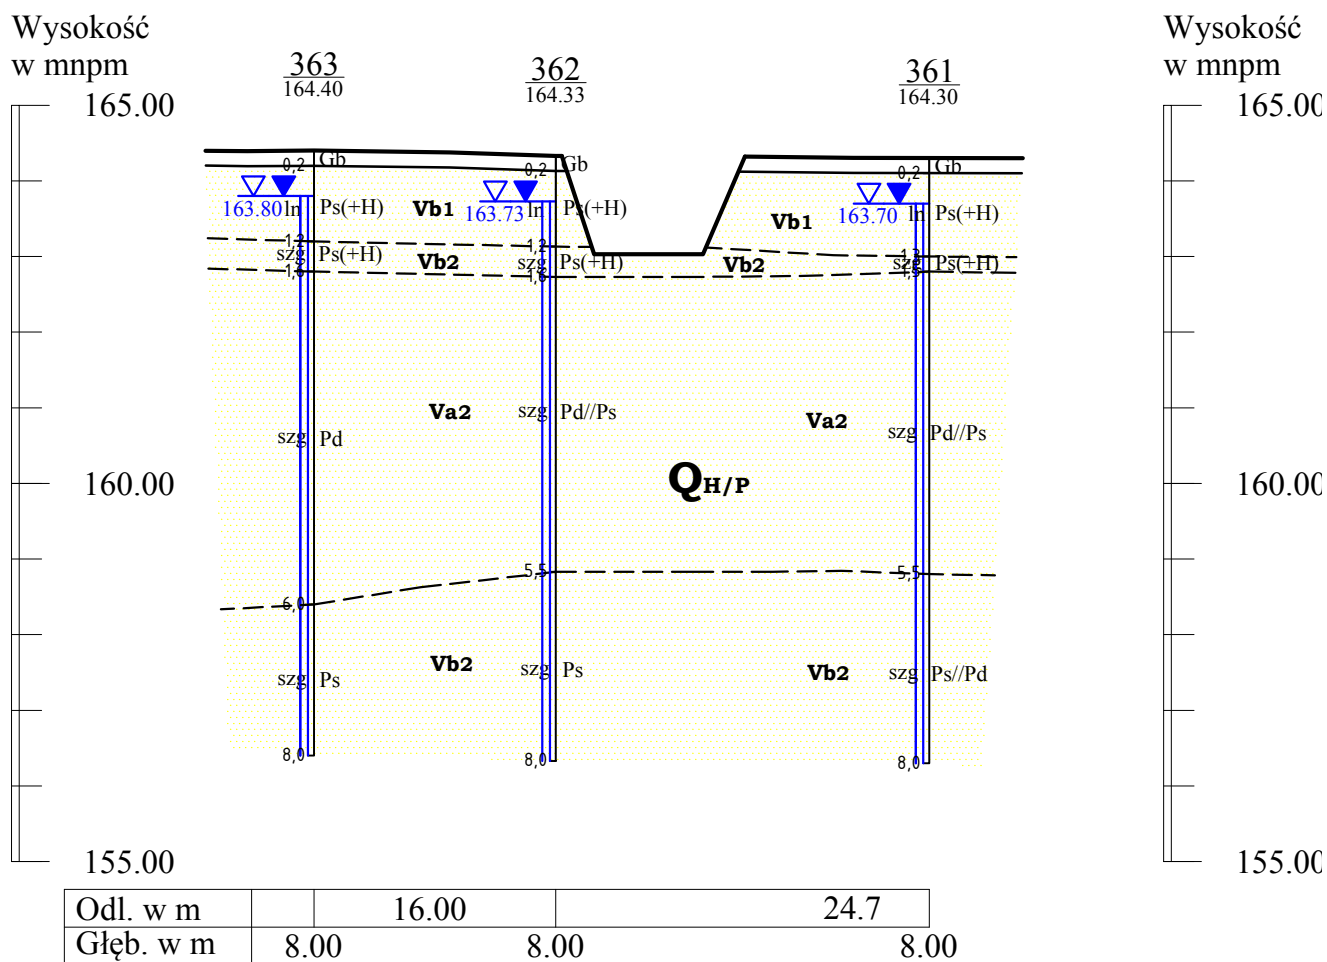 Wysokość
w mnpm
Wysokość
w mnpm
363
164.40
362
164.33
361
164.30
165.00
165.00
0,2 Gb
0,2 Gb
0,2 Gb
163.80 ln Ps(+H)
Vb1
163.73 ln Ps(+H)
Vb1
163.70 ln Ps(+H)
1,2
szg Ps(+H)
1,6
Vb2
1,2
szg Ps(+H)
1,6
Vb2
szg Ps(+H)
1,5
Va2
szg Pd//Ps
Va2
szg Pd
szg Pd//Ps
160.00
QH/P
160.00
6,0
5,5
5,5
Vb2
szg Ps
szg Ps
Vb2
szg Ps//Pd
8,0
8,0
8,0
155.00
155.00
Odl. w m 16.00 24.7
Głęb. w m 8.00 8.00 8.00